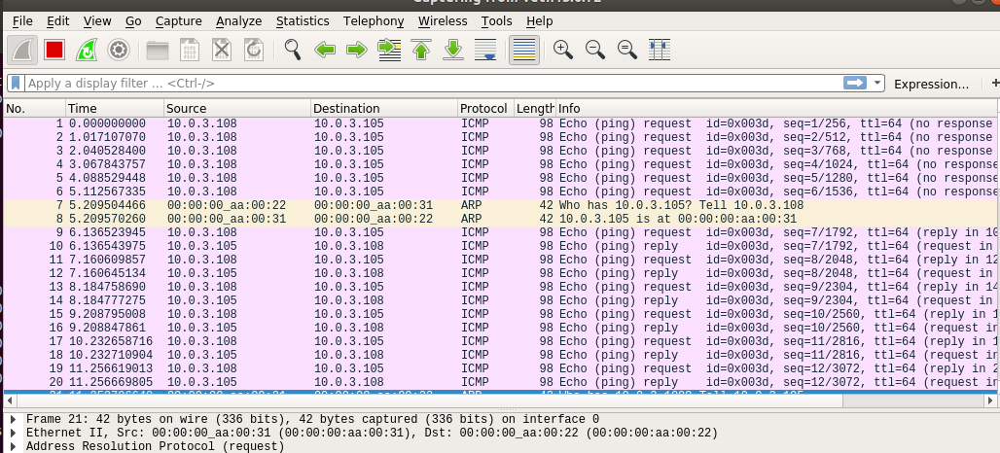 File Edit View Go Capture Analyze Statistics Telephony Wireless Tools Help
Apply a display filter ... <Ctrl-/> Expression... +
No. Time Source Destination Protocol Length Info
1 0.000000000 10.0.3.108 10.0.3.105 ICMP 98 Echo (ping) request id=0x003d, seq=1/256, ttl=64 (no response
2 1.017107070 10.0.3.108 10.0.3.105 ICMP 98 Echo (ping) request id=0x003d, seq=2/512, ttl=64 (no response
3 2.040528400 10.0.3.108 10.0.3.105 ICMP 98 Echo (ping) request id=0x003d, seq=3/768, ttl=64 (no response
4 3.067843757 10.0.3.108 10.0.3.105 ICMP 98 Echo (ping) request id=0x003d, seq=4/1024, ttl=64 (no respons
5 4.088529448 10.0.3.108 10.0.3.105 ICMP 98 Echo (ping) request id=0x003d, seq=5/1280, ttl=64 (no respons
6 5.112567335 10.0.3.108 10.0.3.105 ICMP 98 Echo (ping) request id=0x003d, seq=6/1536, ttl=64 (no respons
7 5.209504466 00:00:00_aa:00:22 00:00:00_aa:00:31 ARP 42 Who has 10.0.3.105? Tell 10.0.3.108
8 5.209570260 00:00:00_aa:00:31 00:00:00_aa:00:22 ARP 42 10.0.3.105 is at 00:00:00:aa:00:31
9 6.136523945 10.0.3.108 10.0.3.105 ICMP 98 Echo (ping) request id=0x003d, seq=7/1792, ttl=64 (reply in 10
10 6.136543975 10.0.3.105 10.0.3.108 ICMP 98 Echo (ping) reply id=0x003d, seq=7/1792, ttl=64 (request in
11 7.160609857 10.0.3.108 10.0.3.105 ICMP 98 Echo (ping) request id=0x003d, seq=8/2048, ttl=64 (reply in 12
12 7.160645134 10.0.3.105 10.0.3.108 ICMP 98 Echo (ping) reply id=0x003d, seq=8/2048, ttl=64 (request in
13 8.184758690 10.0.3.108 10.0.3.105 ICMP 98 Echo (ping) request id=0x003d, seq=9/2304, ttl=64 (reply in 14
14 8.184777275 10.0.3.105 10.0.3.108 ICMP 98 Echo (ping) reply id=0x003d, seq=9/2304, ttl=64 (request in
15 9.208795008 10.0.3.108 10.0.3.105 ICMP 98 Echo (ping) request id=0x003d, seq=10/2560, ttl=64 (reply in 1
16 9.208847861 10.0.3.105 10.0.3.108 ICMP 98 Echo (ping) reply id=0x003d, seq=10/2560, ttl=64 (request in
17 10.232658716 10.0.3.108 10.0.3.105 ICMP 98 Echo (ping) request id=0x003d, seq=11/2816, ttl=64 (reply in 1
18 10.232710904 10.0.3.105 10.0.3.108 ICMP 98 Echo (ping) reply id=0x003d, seq=11/2816, ttl=64 (request in
19 11.256619013 10.0.3.108 10.0.3.105 ICMP 98 Echo (ping) request id=0x003d, seq=12/3072, ttl=64 (reply in 2
20 11.256669805 10.0.3.105 10.0.3.108 ICMP 98 Echo (ping) reply id=0x003d, seq=12/3072, ttl=64 (request in
Frame 21: 42 bytes on wire (336 bits), 42 bytes captured (336 bits) on interface 0
Ethernet II, Src: 00:00:00_aa:00:31 (00:00:00:aa:00:31), Dst: 00:00:00_aa:00:22 (00:00:00:aa:00:22)
Address Resolution Protocol (request)